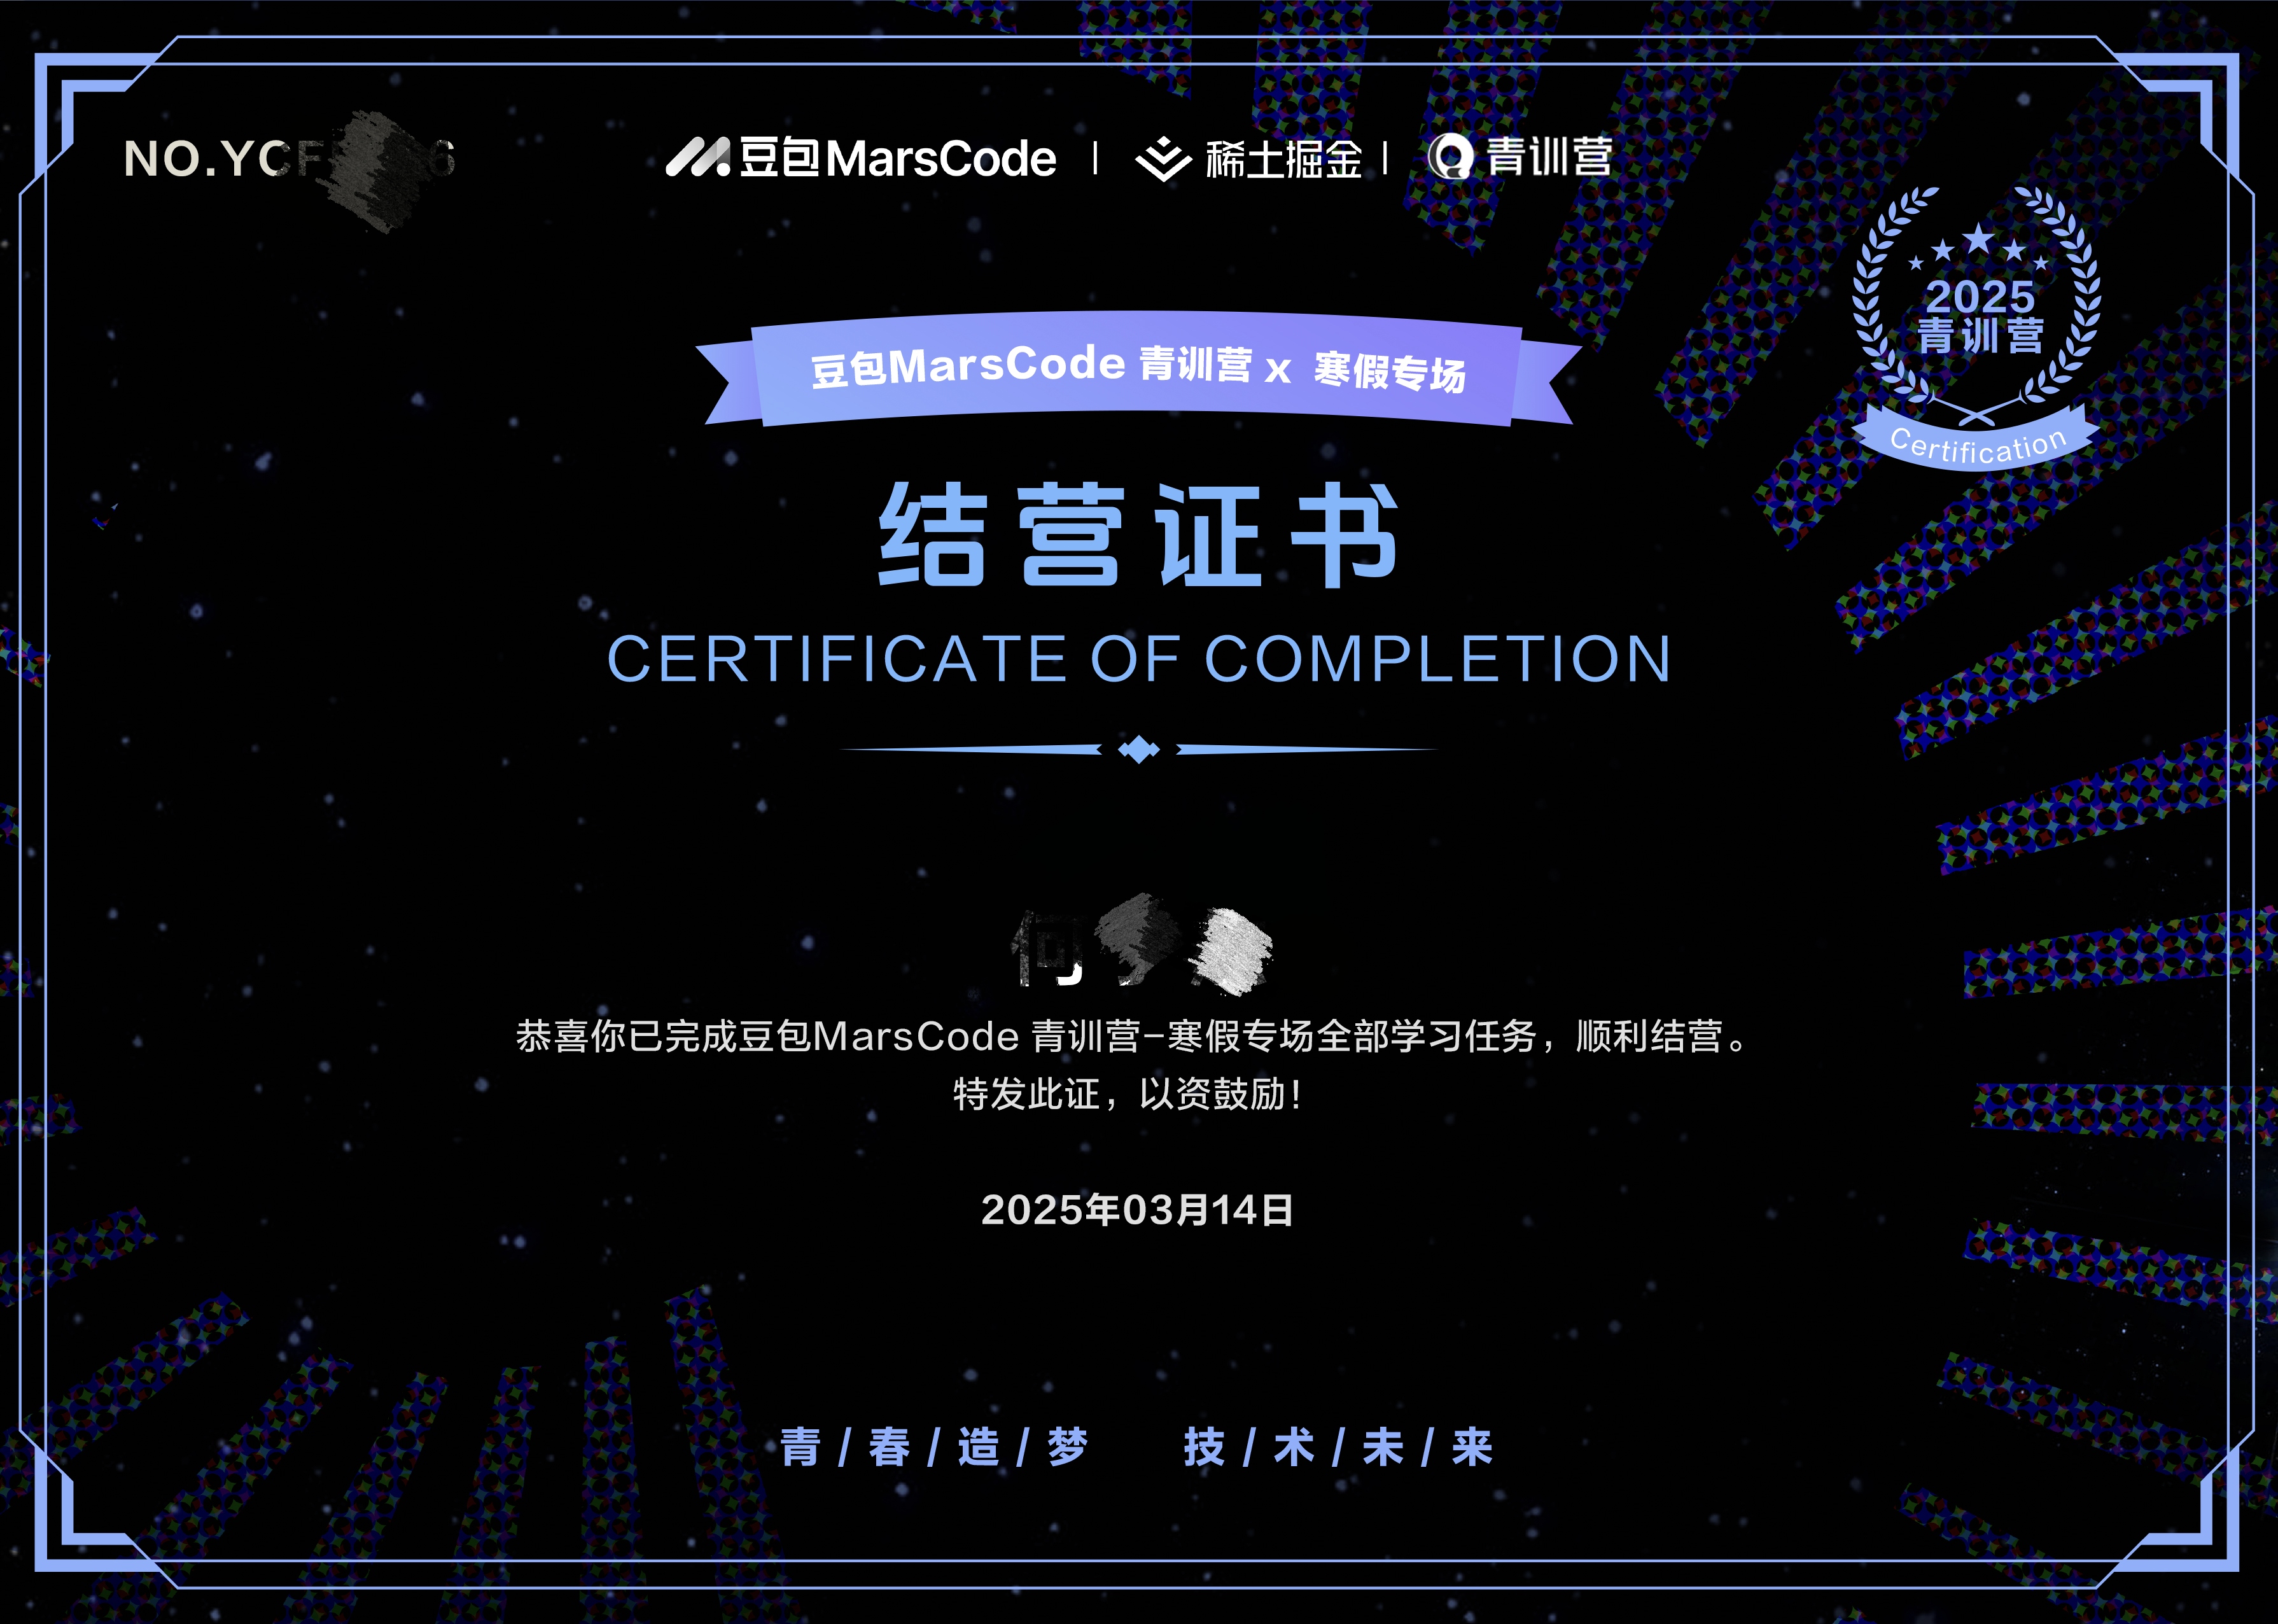 NO.YCF
豆包MarsCode | 稀土掘金 | 青训营
2025
青训营
Certification
豆包MarsCode 青训营 x 寒假专场
结营证书
CERTIFICATE OF COMPLETION
何
恭喜你已完成豆包MarsCode 青训营-寒假专场全部学习任务，顺利结营。
特发此证，以资鼓励！
2025年03月14日
青/春/造/梦 技/术/未/来